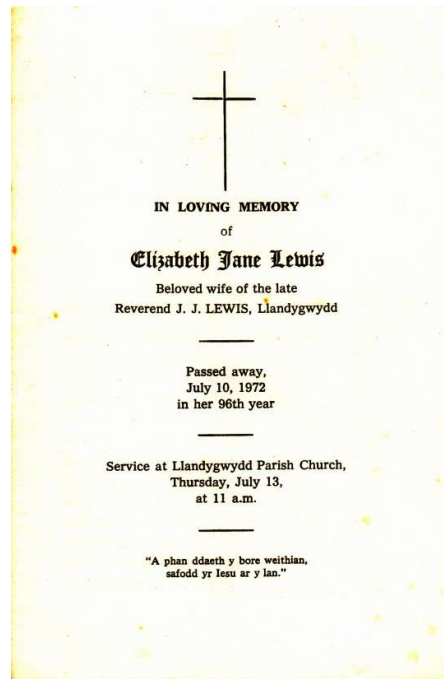 IN LOVING MEMORY
of
Elizabeth Jane Lewis
Beloved wife of the late
Reverend J. J. LEWIS, Llandygwydd
Passed away,
July 10, 1972
in her 96th year
Service at Llandygwydd Parish Church,
Thursday, July 13,
at 11 a.m.
“A phan ddaeth y bore weithian,
safodd yr Iesu ar y lan.”